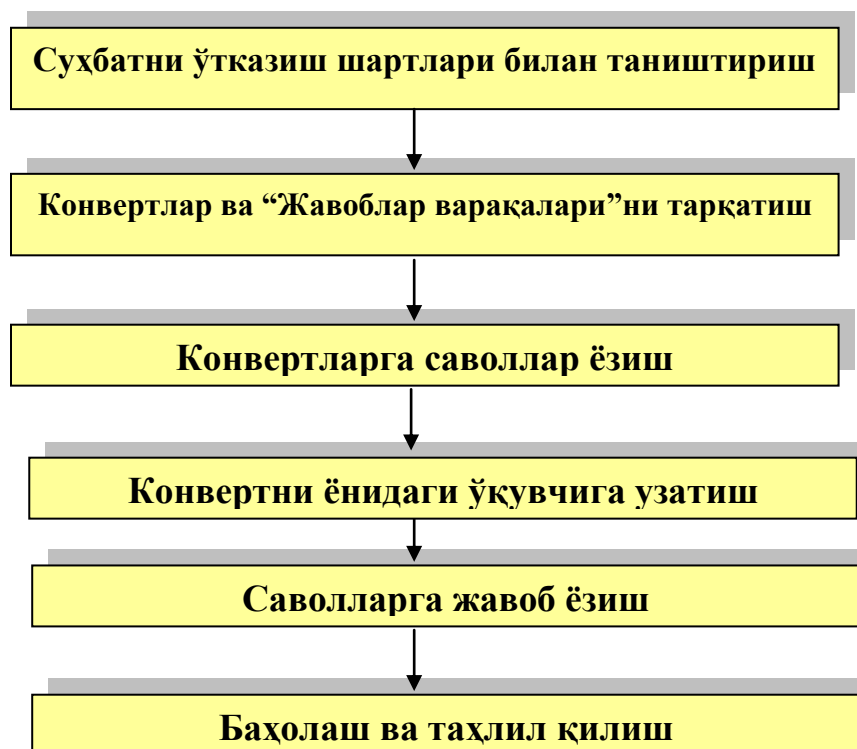 Суҳбатни ўтказиш шартлари билан таништириш
Конвертлар ва “Жавоблар варақалари”ни тарқатиш
Конвертларга саволлар ёзиш
Конвертни ёнидаги ўқувчига узатиш
Саволларга жавоб ёзиш
Баҳолаш ва таҳлил қилиш